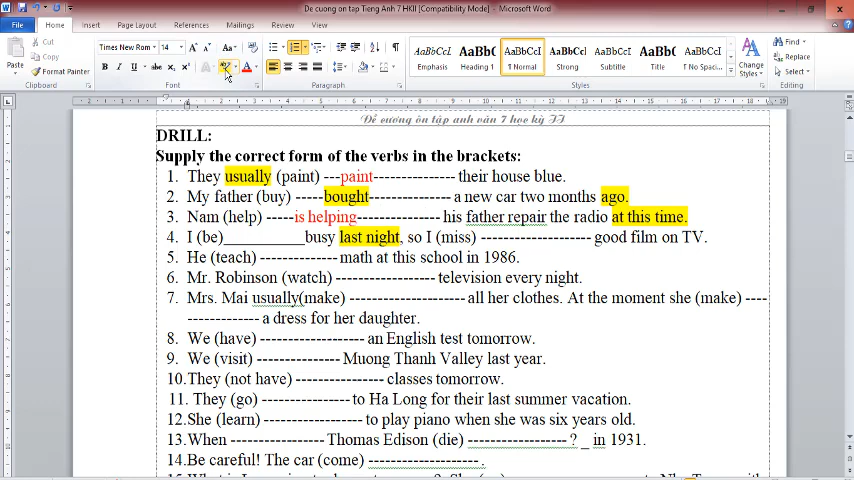 De cuong on tap Tieng Anh 7 HKII [Compatibility Mode] - Microsoft Word
File Home Insert Page Layout References Mailings Review View
Paste Cut Copy Format Painter Clipboard
Times New Rom 14 Font Paragraph
AaBbCcI Emphasis AaBbC Heading 1 AaBbCcI ¶ Normal AaBbCcI Strong AaBbCcI Subtitle AaBbC Title AaBbCcI ¶ No Spaci... Change Styles Styles
Find Replace Select Editing
Đề cương ôn tập anh văn 7 học kỳ II
DRILL:
Supply the correct form of the verbs in the brackets:
1. They usually (paint) ---paint--------------- their house blue.
2. My father (buy) -----bought--------------- a new car two months ago.
3. Nam (help) -----is helping--------------- his father repair the radio at this time.
4. I (be)__________busy last night, so I (miss) -------------------- good film on TV.
5. He (teach) -------------- math at this school in 1986.
6. Mr. Robinson (watch) ------------------ television every night.
7. Mrs. Mai usually(make) --------------------- all her clothes. At the moment she (make) ----
------------- a dress for her daughter.
8. We (have) ------------------- an English test tomorrow.
9. We (visit) --------------- Muong Thanh Valley last year.
10.They (not have) ---------------- classes tomorrow.
11. They (go) ---------------- to Ha Long for their last summer vacation.
12.She (learn) ------------------ to play piano when she was six years old.
13.When ----------------- Thomas Edison (die) ------------------ ? _ in 1931.
14.Be careful! The car (come) -------------------- .